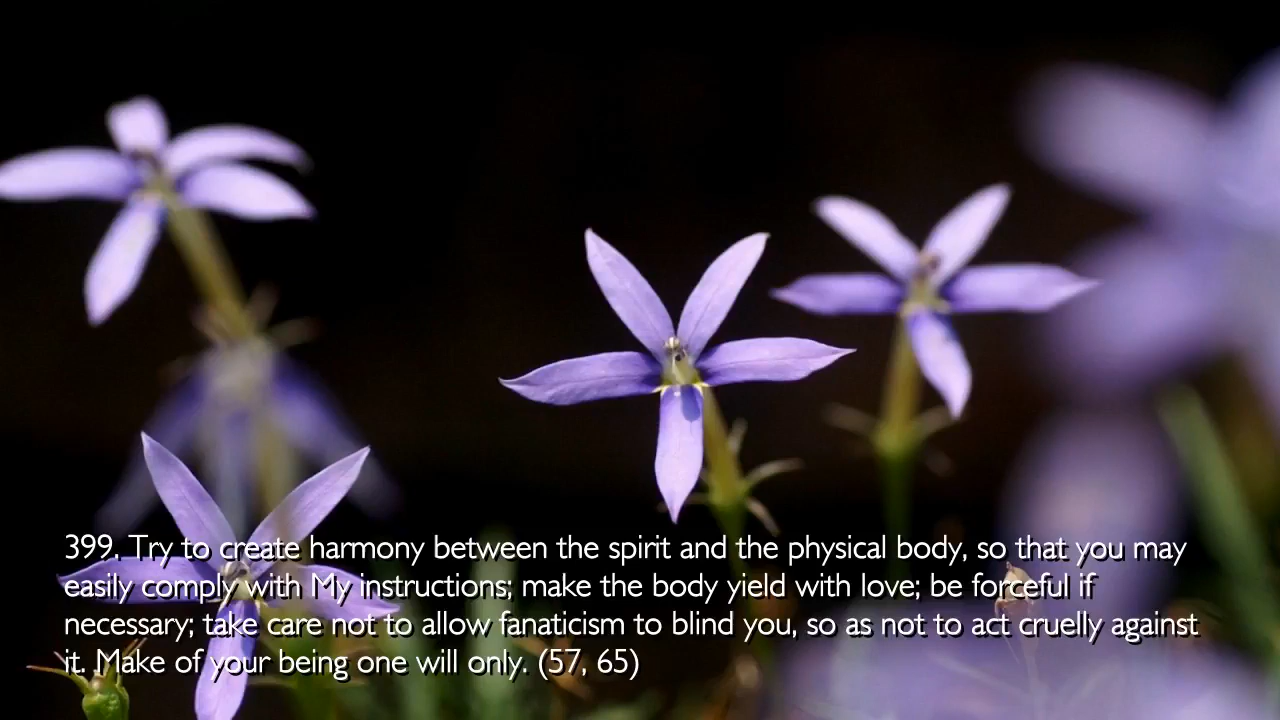 399. Try to create harmony between the spirit and the physical body, so that you may
easily comply with My instructions; make the body yield with love; be forceful if
necessary; take care not to allow fanaticism to blind you, so as not to act cruelly against
it. Make of your being one will only. (57, 65)